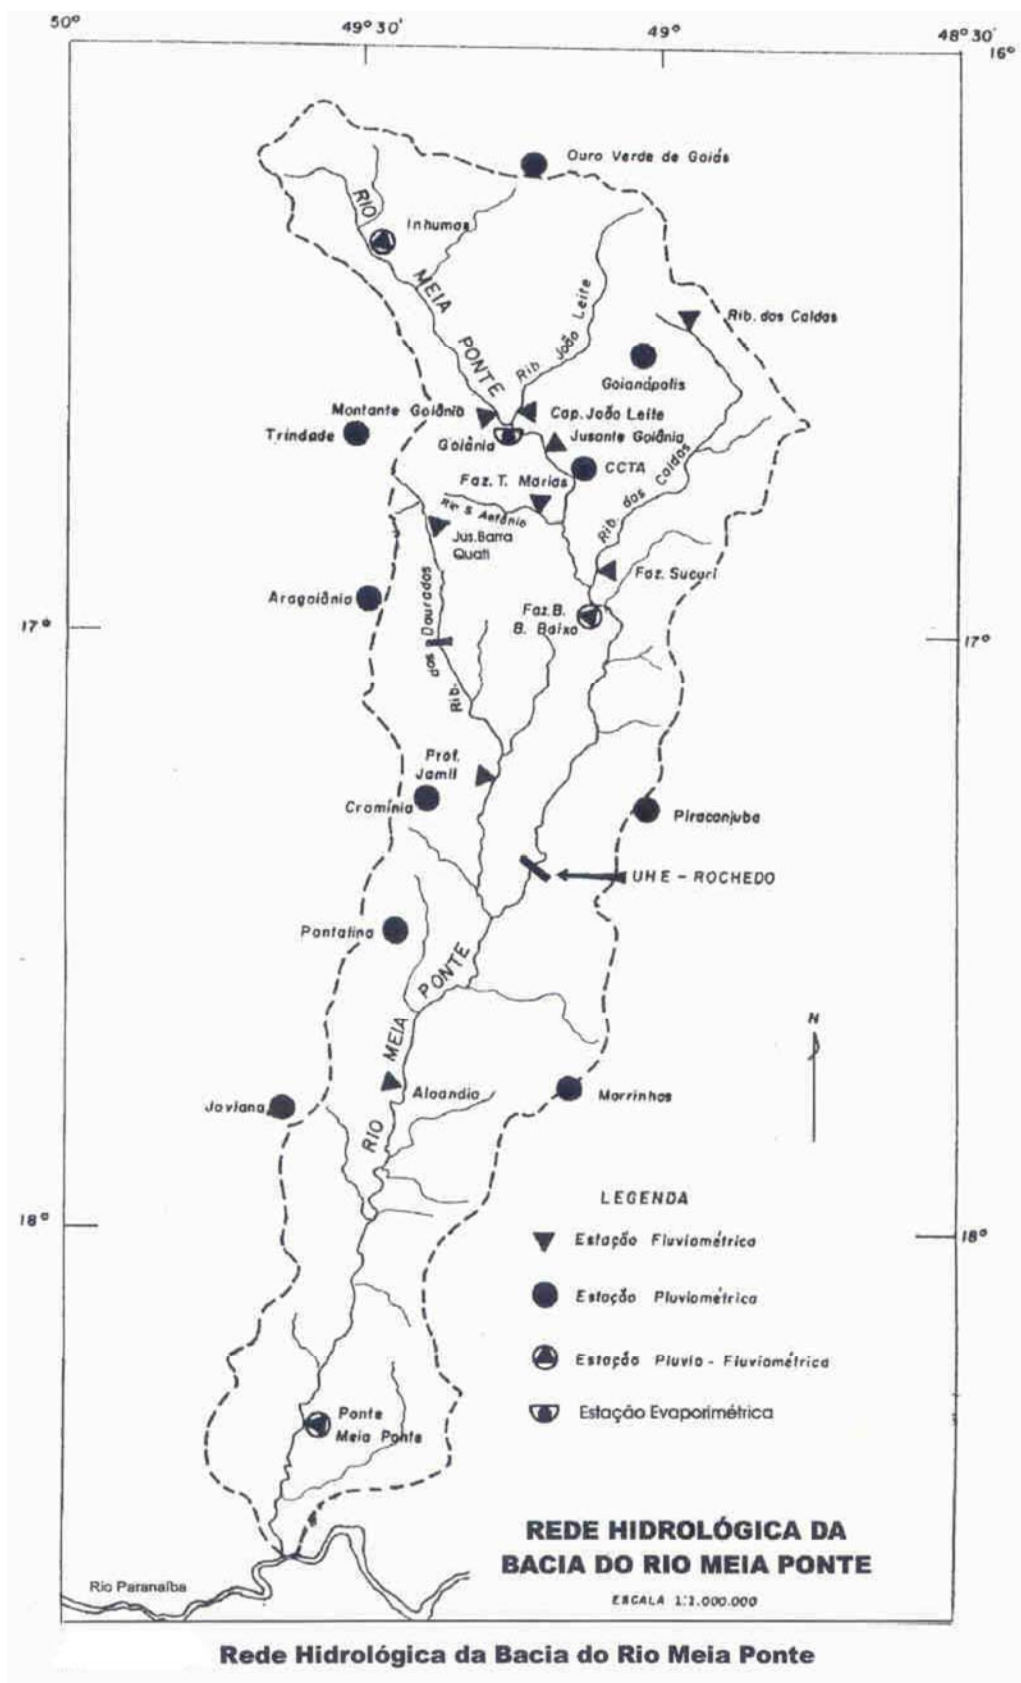 50°
49° 30'
49°
48° 30'
16°
Ouro Verde de Goiás
RIO
Inhumas
MEIA
PONTE
Rib. João Leite
Rib. dos Caldas
Goianápolis
Montante Goiânia
Cap. João Leite
Trindade
Goiânia
Jusante Goiânia
CCTA
Faz. T. Marias
Rib. S. Antônio
Rib. dos Caldas
Jus. Barra
Quati
Faz. Sucuri
Aragoiânia
Faz. B.
B. Baixo
17°
17°
Rib. dos Dourados
Prof.
Jamil
Cromínia
Piracanjuba
UHE - ROCHEDO
Pontalina
PONTE
MEIA
N
Aloandia
Joviana
Morrinhos
RIO
LEGENDA
18°
18°
Estação Fluviométrica
Estação Pluviométrica
Estação Pluvio - Fluviométrica
Estação Evaporimétrica
Ponte
Meia Ponte
REDE HIDROLÓGICA DA
BACIA DO RIO MEIA PONTE
Rio Paranaíba
ESCALA 1:1.000.000
Rede Hidrológica da Bacia do Rio Meia Ponte